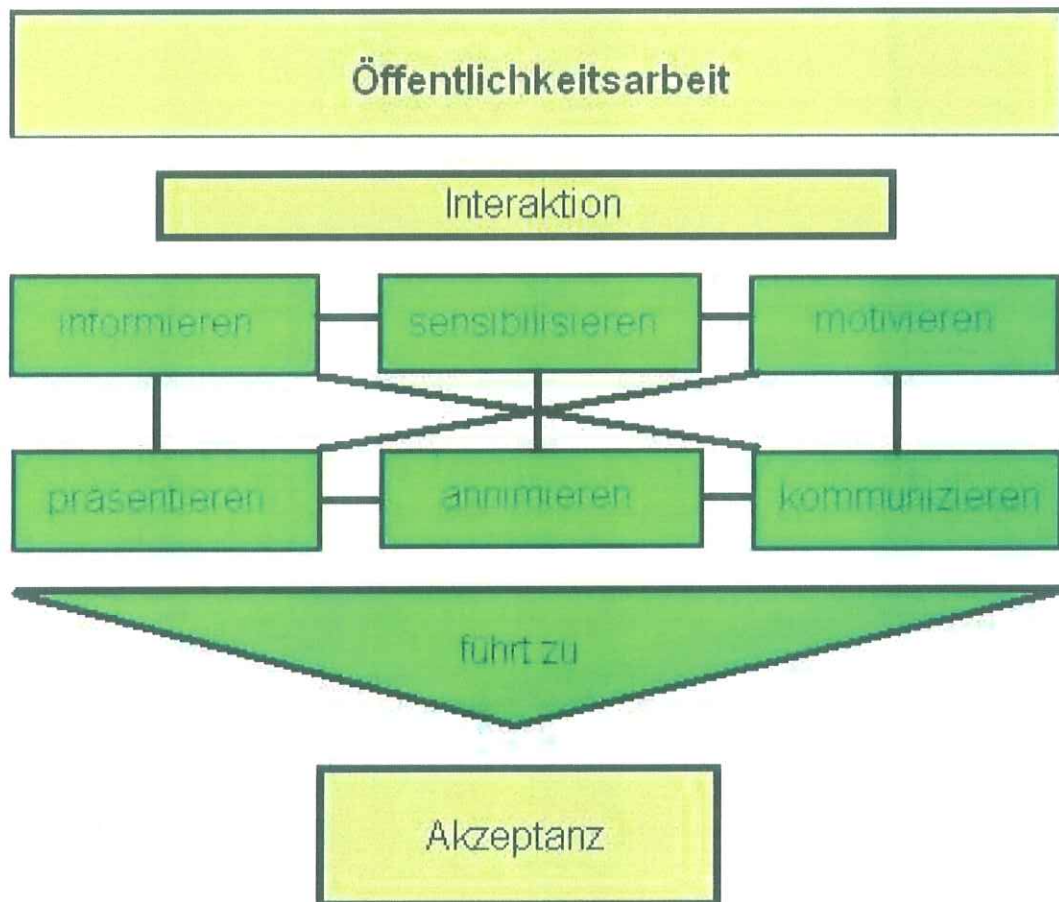 Öffentlichkeitsarbeit
Interaktion
informieren sensibilisieren motivieren
präsentieren annimieren kommunizieren
führt zu
Akzeptanz